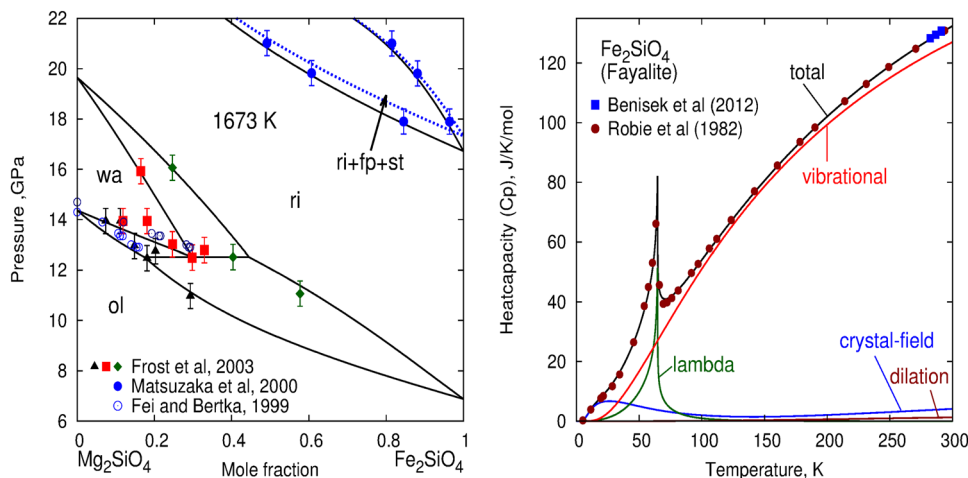 22
20
18
16
14
12
10
8
6
Pressure ,GPa
1673 K
wa
ri+fp+st
ri
ol
Frost et al, 2003
Matsuzaka et al, 2000
Fei and Bertka, 1999
0 0.2 0.4 0.6 0.8 1
Mg2SiO4 Mole fraction Fe2SiO4
120
100
80
60
40
20
0
Heatcapacity (Cp), J/K/mol
Fe2SiO4
(Fayalite)
Benisek et al (2012)
Robie et al (1982)
total
vibrational
crystal-field
lambda
dilation
0 50 100 150 200 250 300
Temperature, K